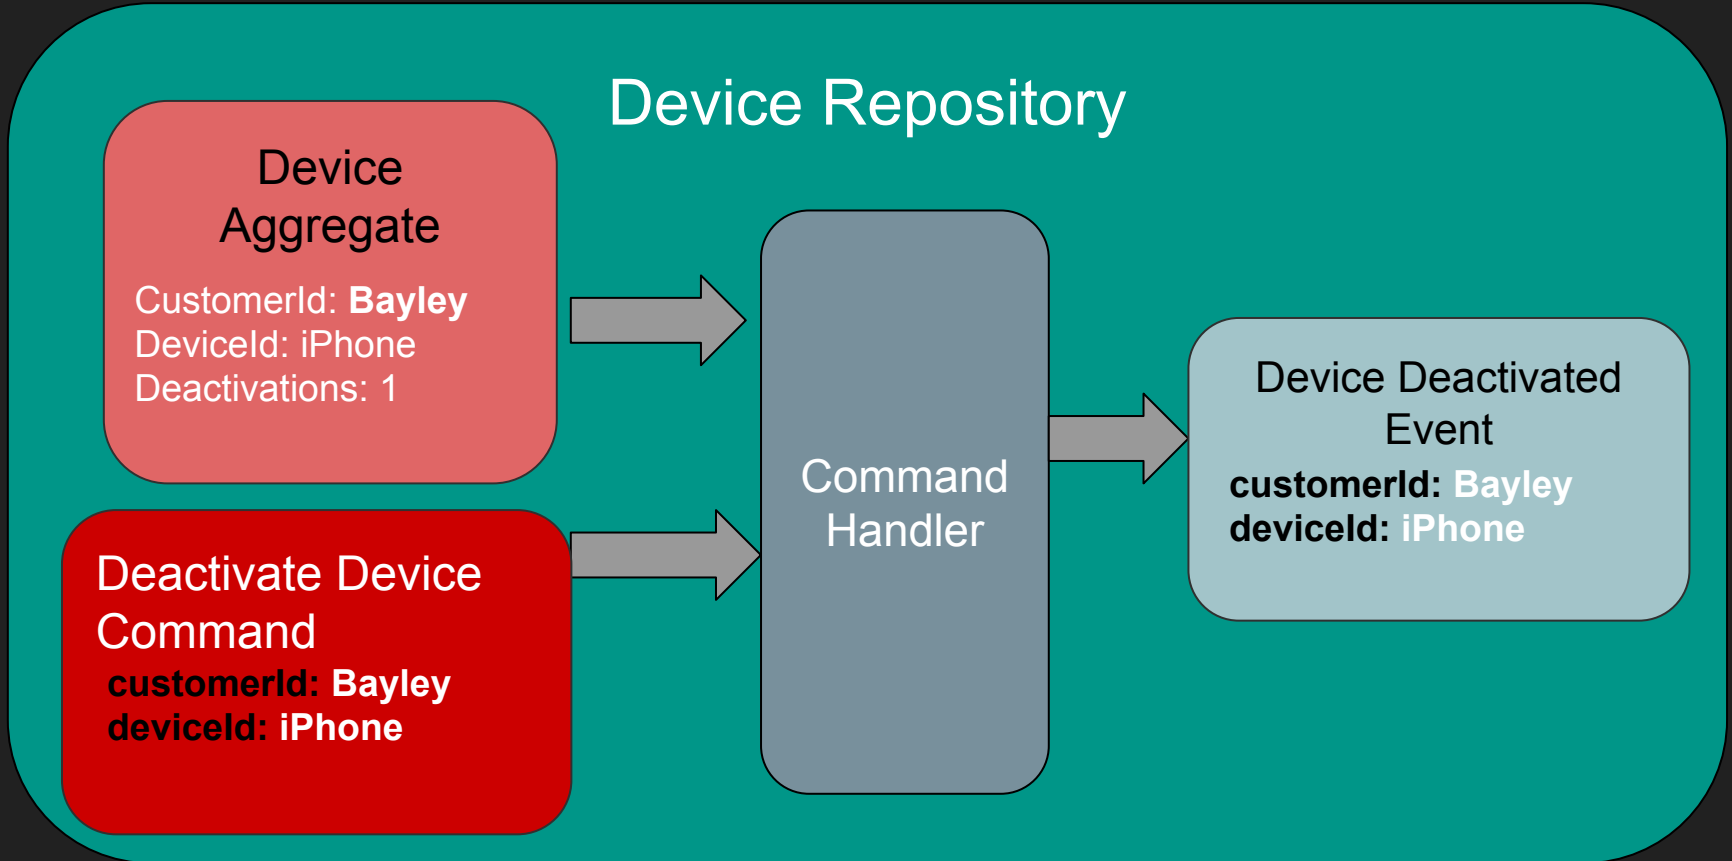 Device Repository
Device
Aggregate
CustomerId: Bayley
DeviceId: iPhone
Deactivations: 1
Deactivate Device
Command
customerId: Bayley
deviceId: iPhone
Command
Handler
Device Deactivated
Event
customerId: Bayley
deviceId: iPhone